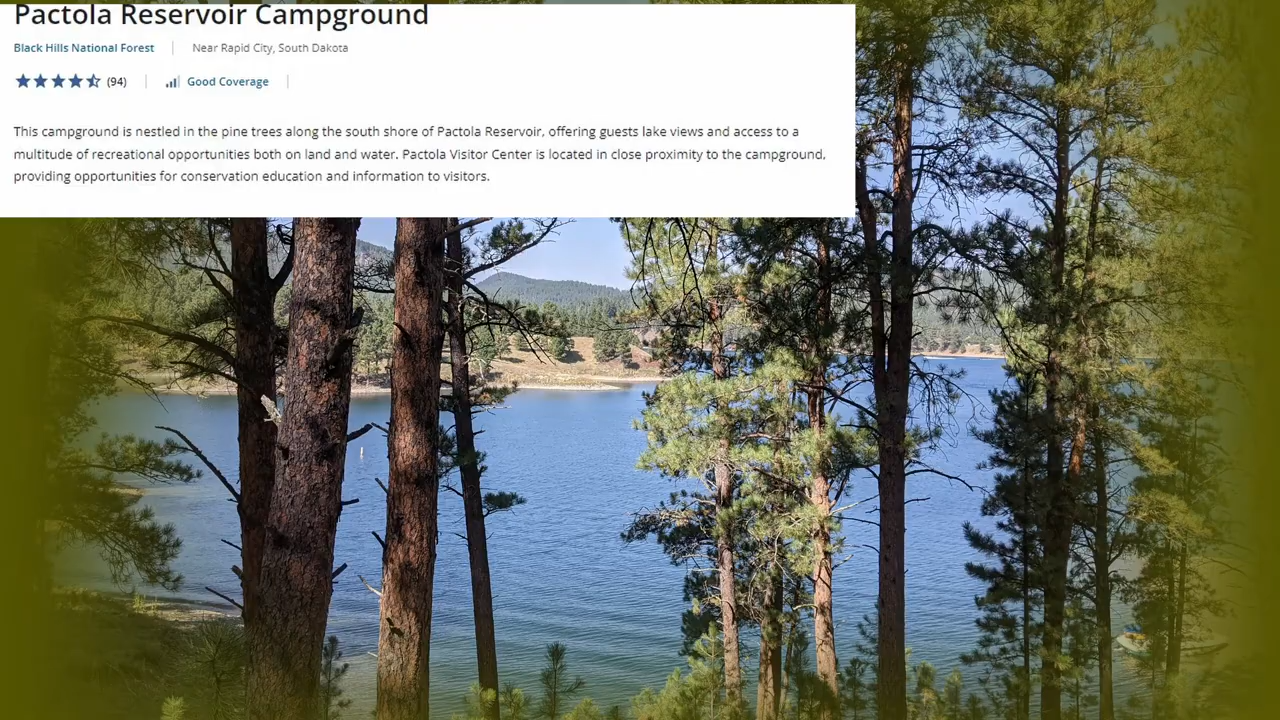 Pactola Reservoir Campground
Black Hills National Forest Near Rapid City, South Dakota
(94) Good Coverage
This campground is nestled in the pine trees along the south shore of Pactola Reservoir, offering guests lake views and access to a
multitude of recreational opportunities both on land and water. Pactola Visitor Center is located in close proximity to the campground,
providing opportunities for conservation education and information to visitors.